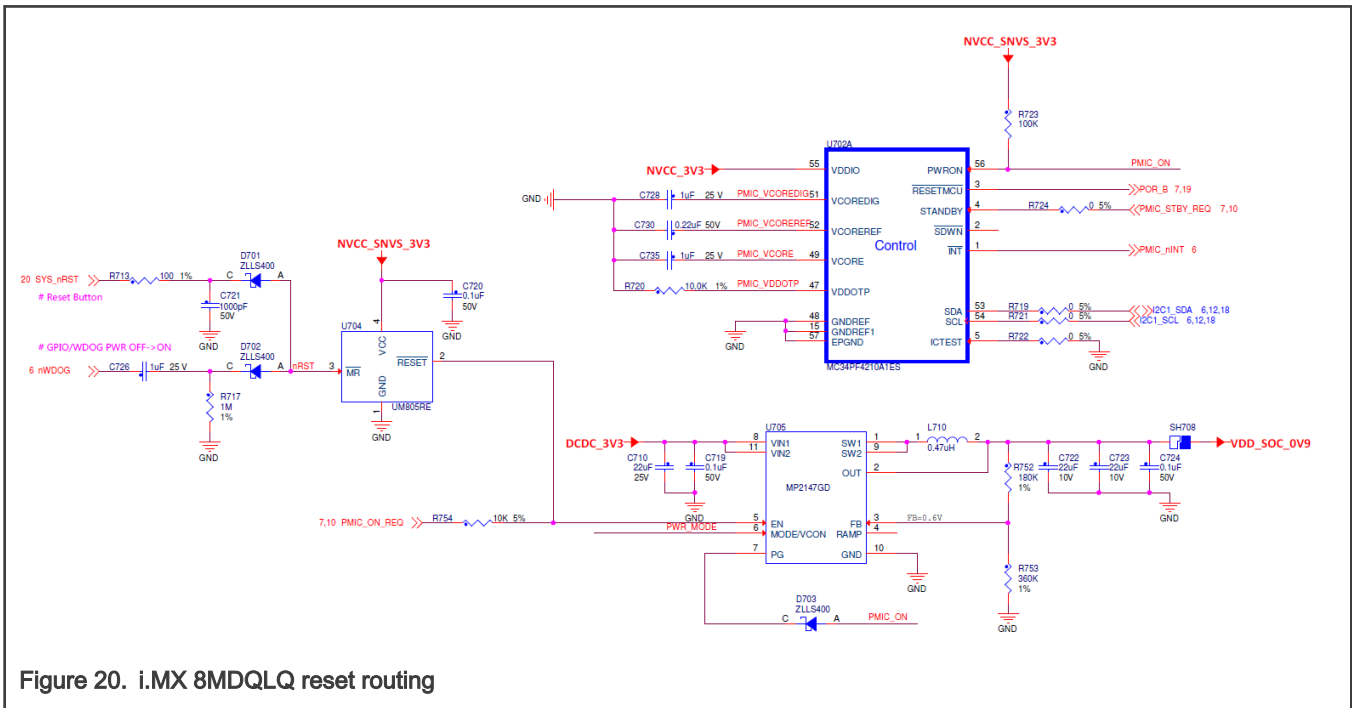 NVCC_SNVS_3V3
R723
100K
U702A
NVCC_3V3
55 VDDIO
PWRON 56
PMIC_ON
GND
C728 1uF 25 V PMIC_VCOREDIG 51 VCOREDIG
RESETMCU 3
POR_B 7,19
STANDBY 4
R724 0 5%
PMIC_STBY_REQ 7,10
C730 0.22uF 50V PMIC_VCOREREF 52 VCOREREF
SDWN 2
Control
INT 1
PMIC_nINT 6
C735 1uF 25 V PMIC_VCORE 49 VCORE
R720 10.0K 1% PMIC_VDDOTP 47 VDDOTP
SDA 53
R719 0 5%
I2C1_SDA 6,12,18
SCL 54
R721 0 5%
I2C1_SCL 6,12,18
48 GNDREF
15 GNDREF1
57 EPGND
GND
ICTEST 5
R722 0 5%
GND
MC34PF4210A1ES
NVCC_SNVS_3V3
20 SYS_nRST
R713 100 1%
# Reset Button
D701
ZLLS400
C A
C721
1000pF
50V
GND
C720
0.1uF
50V
GND
U704
4
VCC
RESET 2
# GPIO/WDOG PWR OFF->ON
D702
ZLLS400
6 nWDOG
C726 1uF 25 V
C A
nRST
3 MR
GND
1
UM805RE
GND
R717
1M
1%
GND
DCDC_3V3
U705
8 VIN1
11 VIN2
C710
22uF
25V
C719
0.1uF
50V
GND
SW1 1
SW2 9
OUT 2
L710
1 2
0.47uH
MP2147GD
SH708
VDD_SOC_0V9
R752
180K
1%
C722
22uF
10V
C723
22uF
10V
C724
0.1uF
50V
GND
7,10 PMIC_ON_REQ
R754 10K 5%
PWR_MODE
5 EN
6 MODE/VCON
7 PG
FB 3
FB=0.6V
RAMP 4
GND 10
GND
R753
360K
1%
GND
D703
ZLLS400
C A
PMIC_ON
Figure 20. i.MX 8MDQLQ reset routing